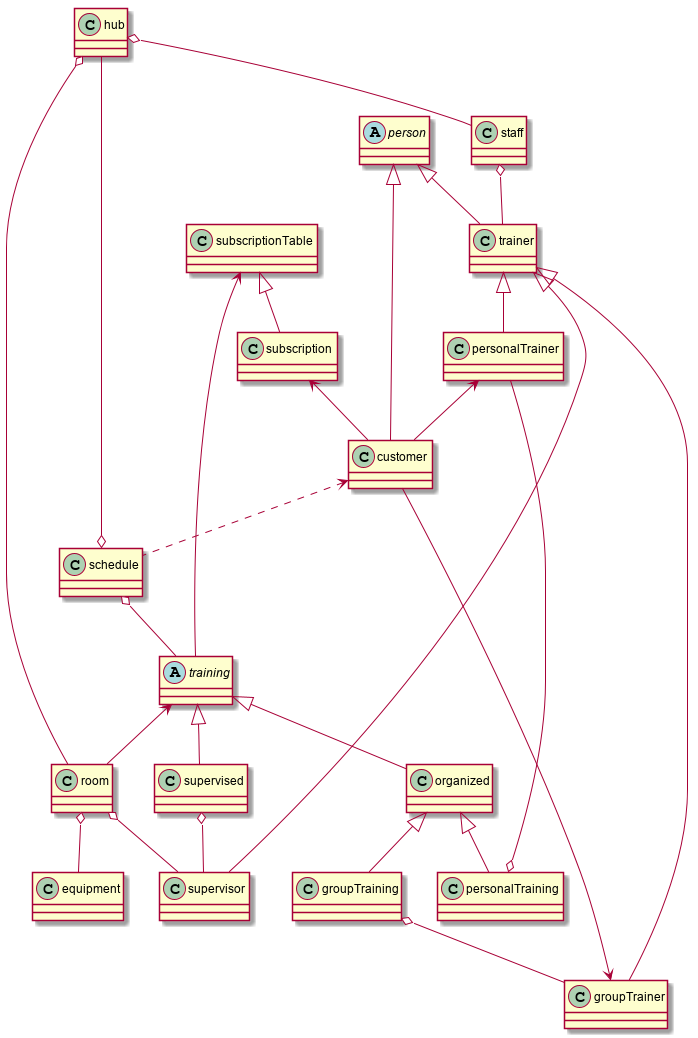 C hub
A person
C staff
C subscriptionTable
C trainer
C subscription
C personalTrainer
C customer
C schedule
A training
C room
C supervised
C organized
C equipment
C supervisor
C groupTraining
C personalTraining
C groupTrainer